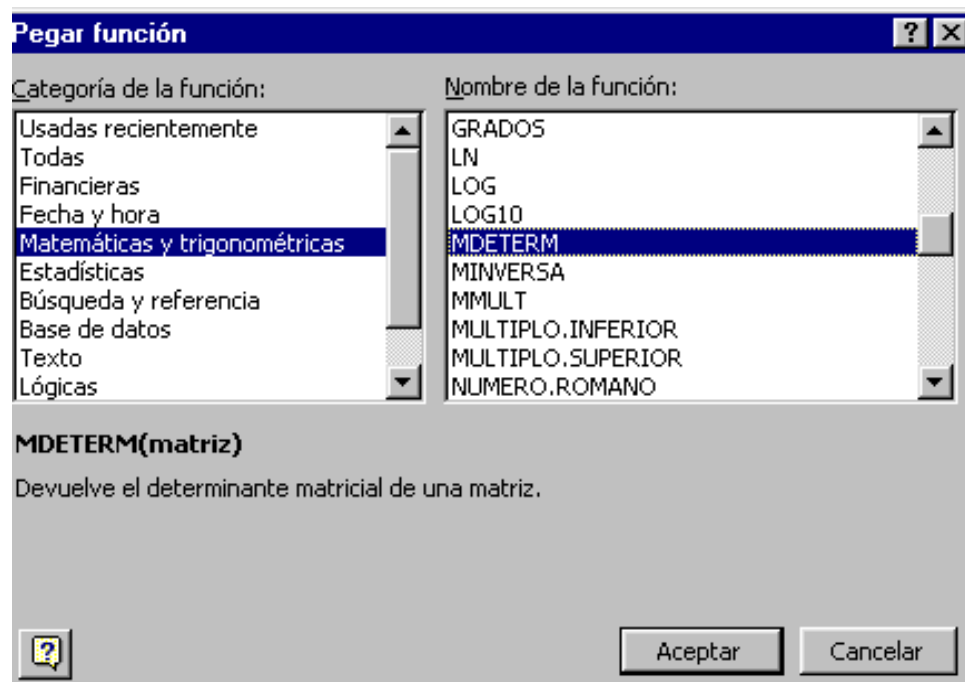 Pegar función
Categoría de la función:
Nombre de la función:
Usadas recientemente
Todas
Financieras
Fecha y hora
Matemáticas y trigonométricas
Estadísticas
Búsqueda y referencia
Base de datos
Texto
Lógicas
GRADOS
LN
LOG
LOG10
MDETERM
MINVERSA
MMULT
MULTIPLO.INFERIOR
MULTIPLO.SUPERIOR
NUMERO.ROMANO
MDETERM(matriz)
Devuelve el determinante matricial de una matriz.
Aceptar
Cancelar